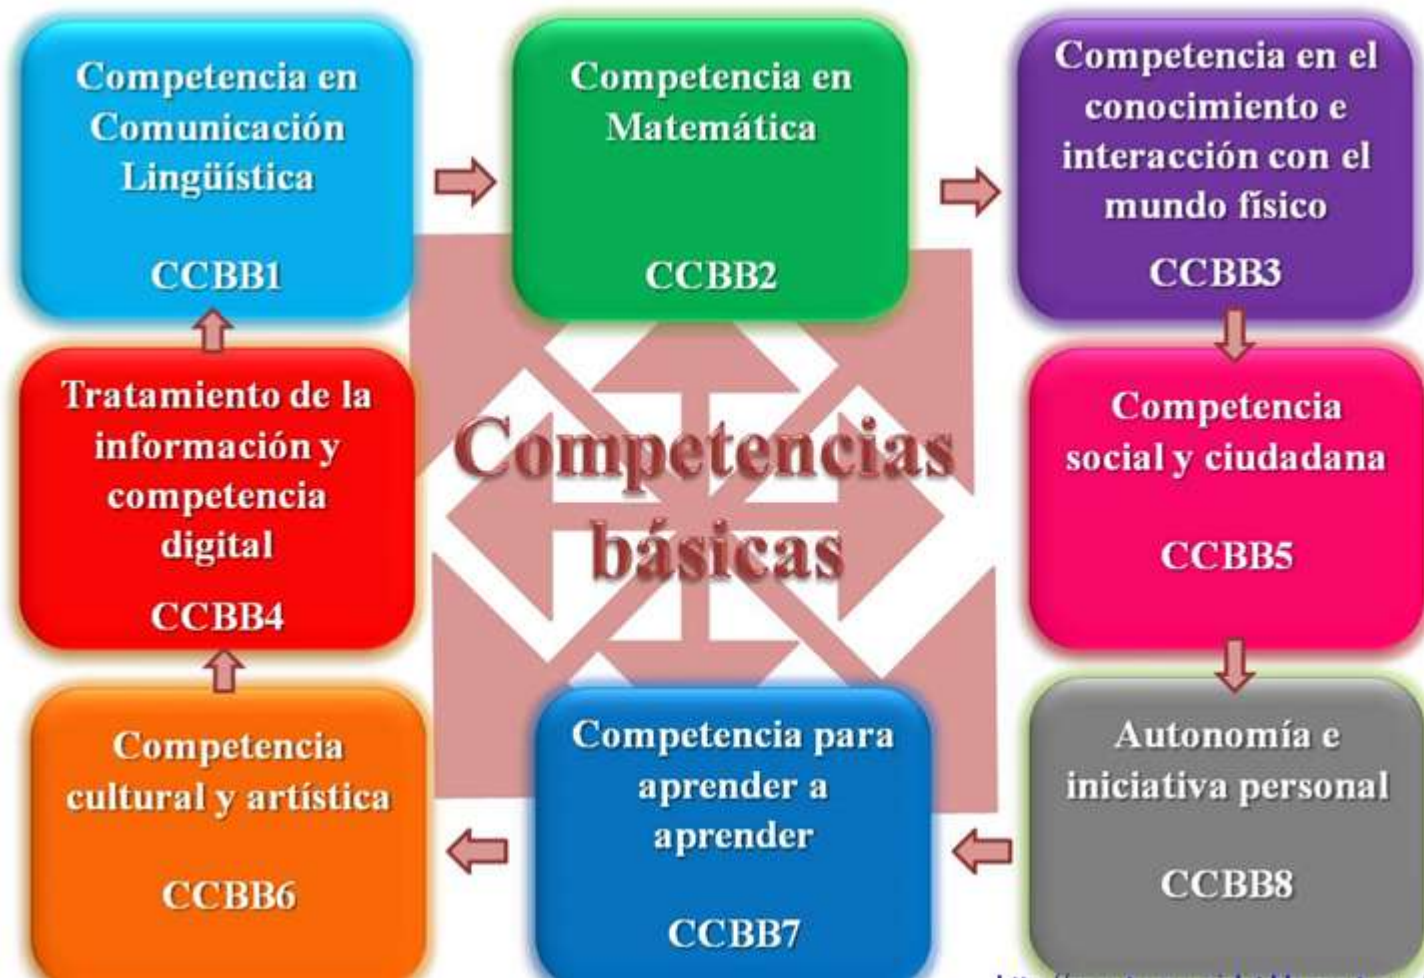 Competencia en
Comunicación
Lingüística
CCBB1
Competencia en
Matemática
CCBB2
Competencia en el
conocimiento e
interacción con el
mundo físico
CCBB3
Tratamiento de la
información y
competencia
digital
CCBB4
Competencias
básicas
Competencia
social y ciudadana
CCBB5
Competencia
cultural y artística
CCBB6
Competencia para
aprender a
aprender
CCBB7
Autonomía e
iniciativa personal
CCBB8